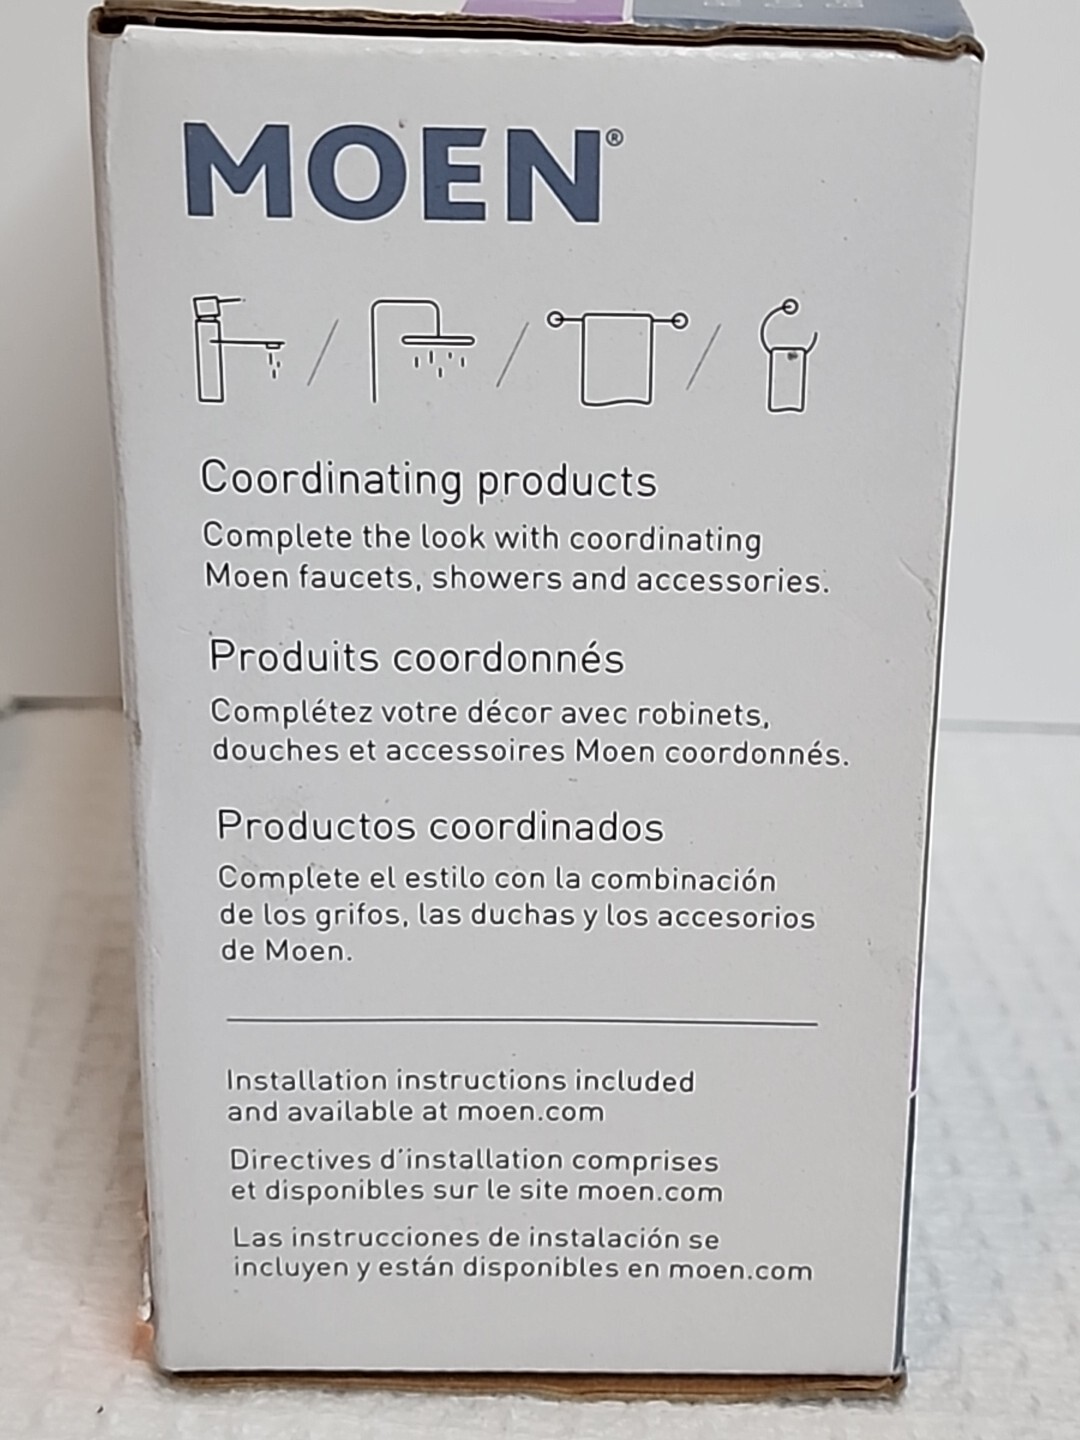 MOEN®
Coordinating products
Complete the look with coordinating
Moen faucets, showers and accessories.
Produits coordonnés
Complétez votre décor avec robinets,
douches et accessoires Moen coordonnés.
Productos coordinados
Complete el estilo con la combinación
de los grifos, las duchas y los accesorios
de Moen.
Installation instructions included
and available at moen.com
Directives d'installation comprises
et disponibles sur le site moen.com
Las instrucciones de instalación se
incluyen y están disponibles en moen.com